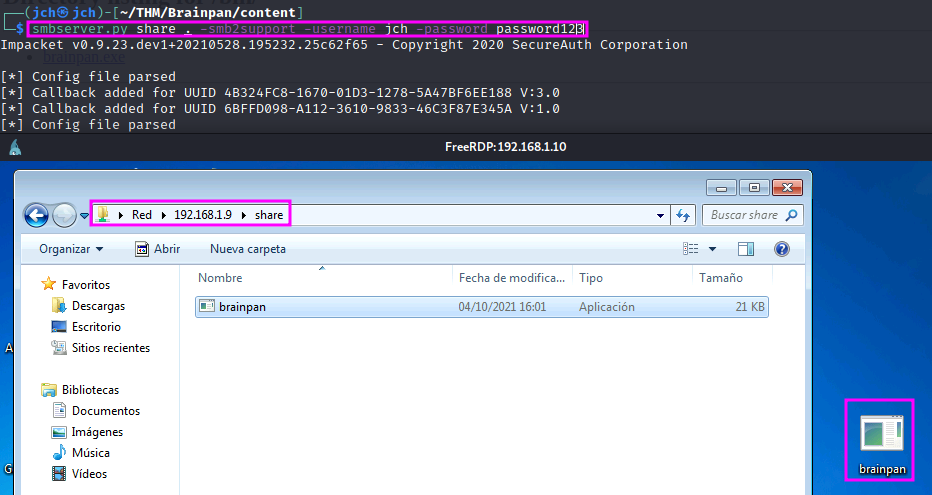 (jch㉿jch)-[~/THM/Brainpan/content]
$ smbserver.py share . -smb2support -username jch -password password123
Impacket v0.9.23.dev1+20210528.195232.25c62f65 - Copyright 2020 SecureAuth Corporation
brainpan.exe
[*] Config file parsed
[*] Callback added for UUID 4B324FC8-1670-01D3-1278-5A47BF6EE188 V:3.0
[*] Callback added for UUID 6BFFD098-A112-3610-9833-46C3F87E345A V:1.0
[*] Config file parsed
FreeRDP:192.168.1.10
Red 192.168.1.9 share
Buscar share
Organizar Abrir Nueva carpeta
Favoritos
Descargas
Escritorio
Sitios recientes
Bibliotecas
Documentos
Imágenes
Música
Vídeos
Nombre Fecha de modifica... Tipo Tamaño
brainpan 04/10/2021 16:01 Aplicación 21 KB
A
G
brainpan